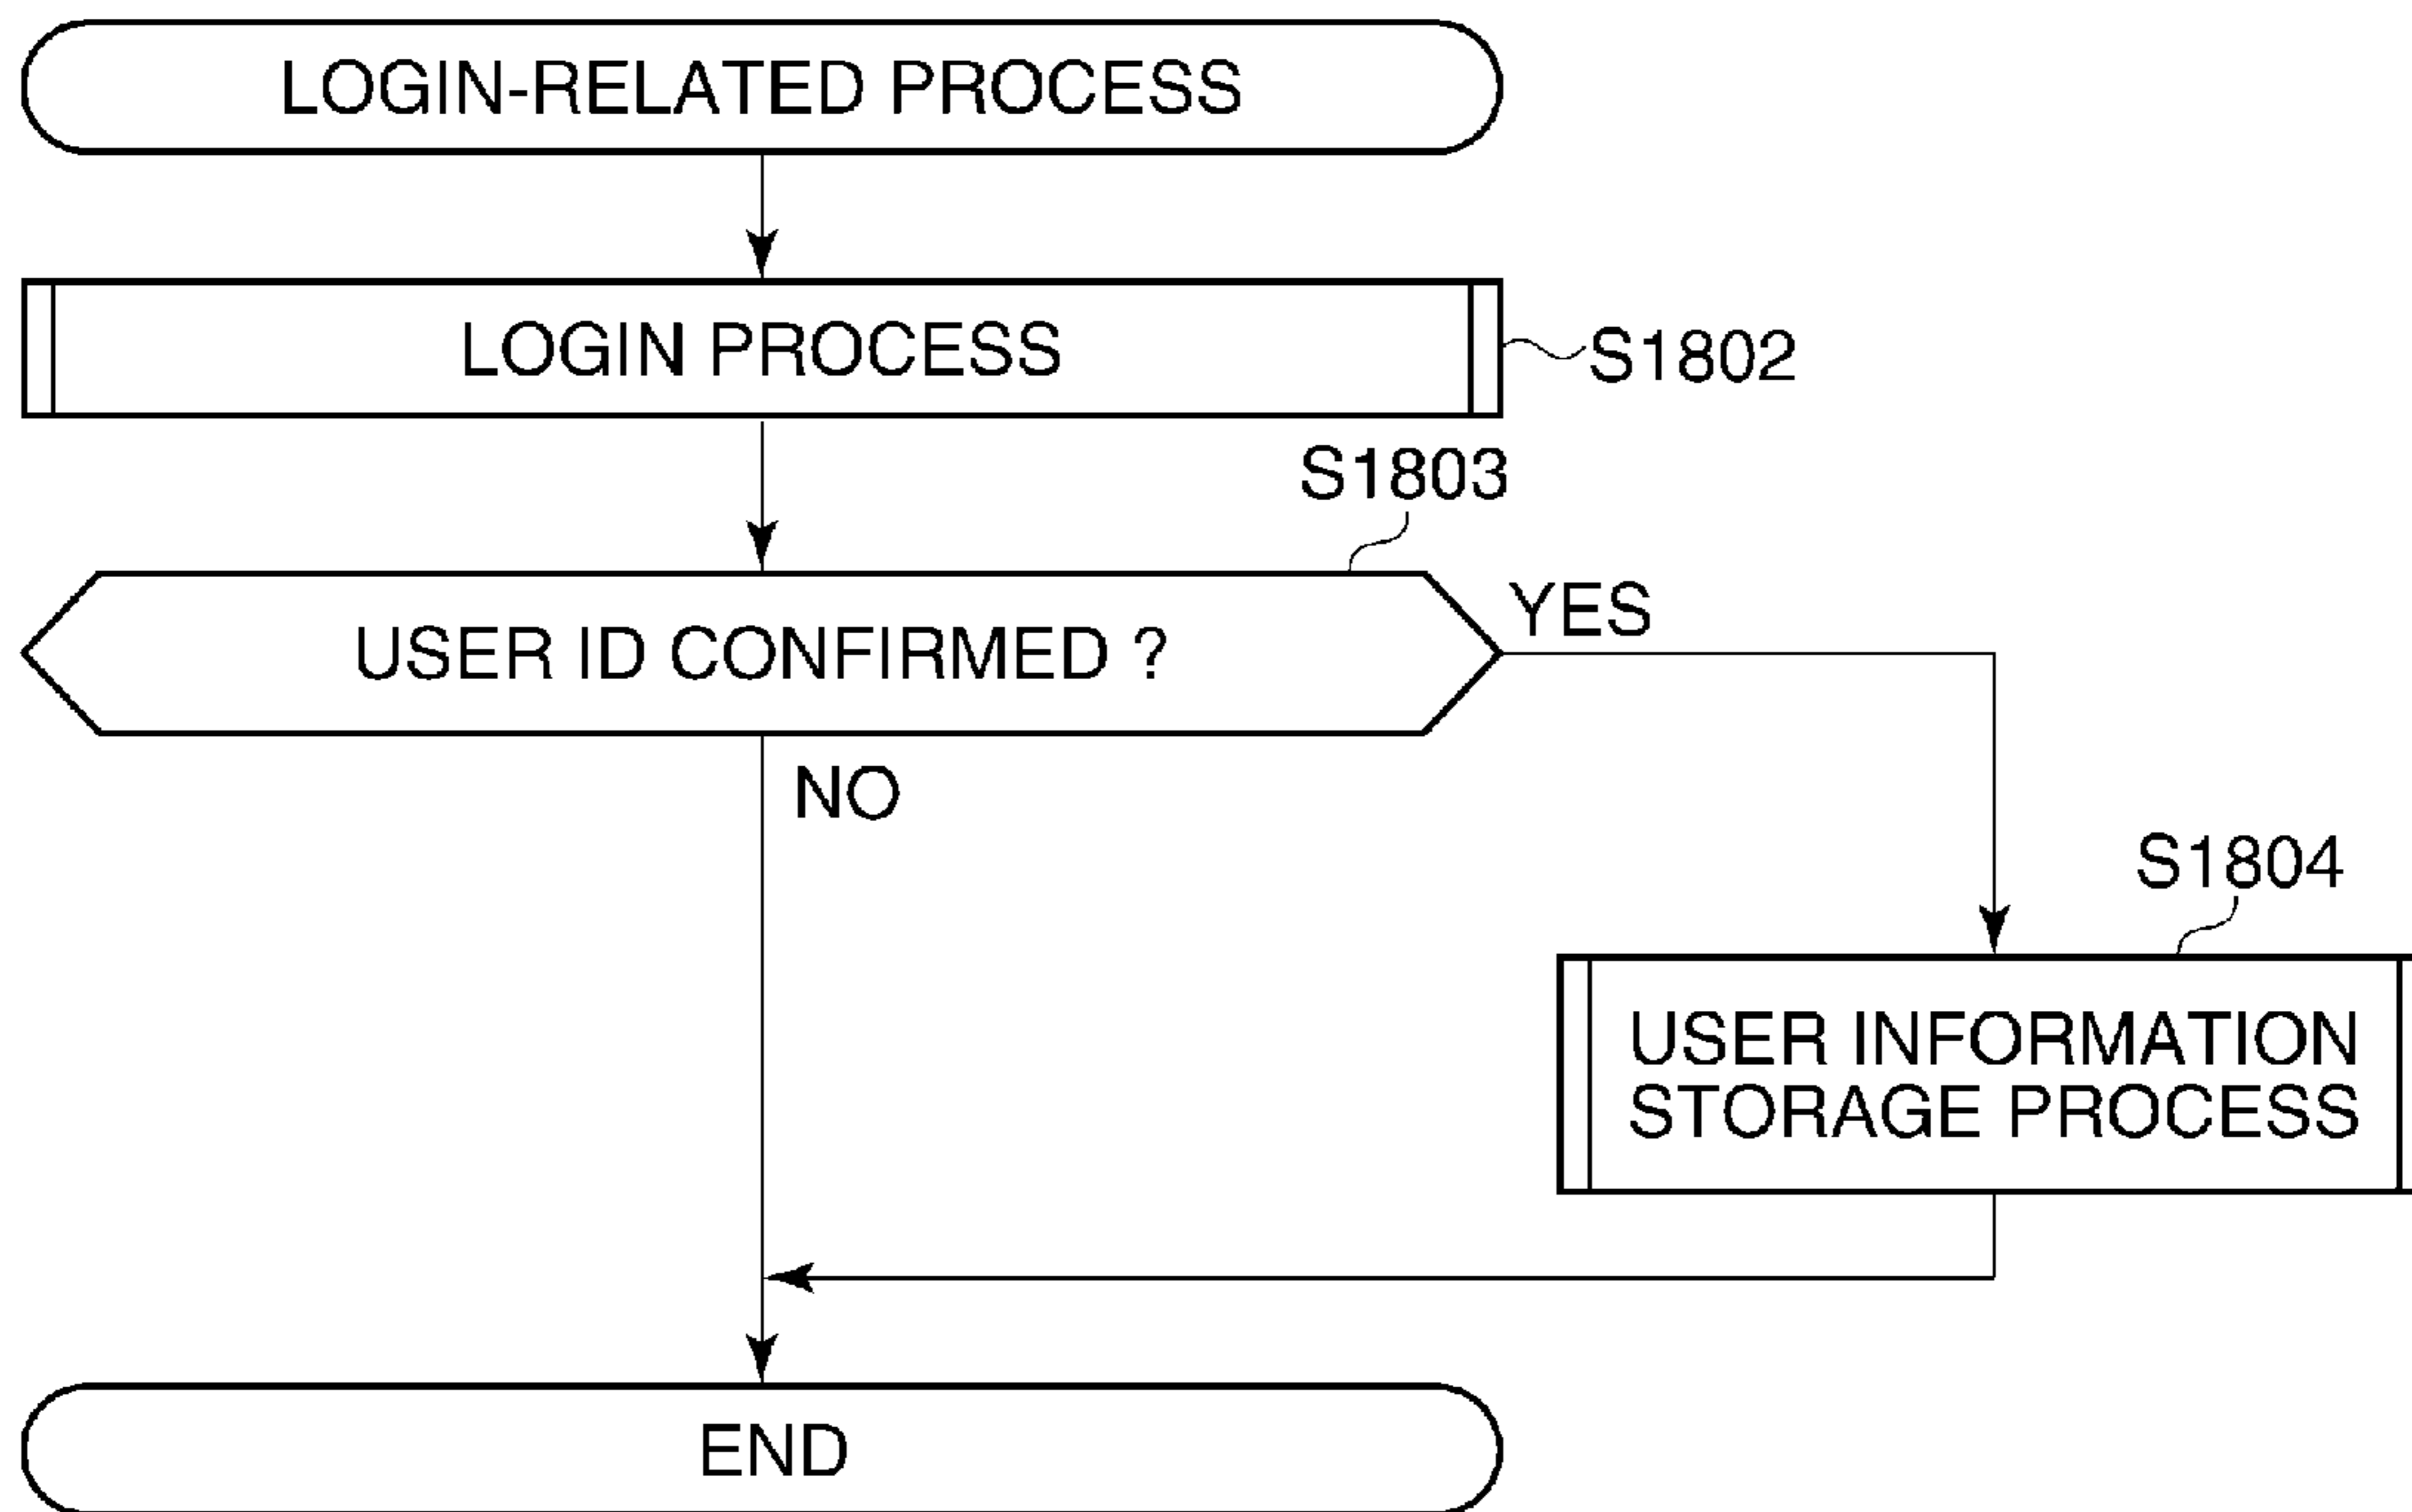 LOGIN-RELATED PROCESS
LOGIN PROCESS
S1802
S1803
USER ID CONFIRMED ?
YES
NO
S1804
USER INFORMATION
STORAGE PROCESS
END